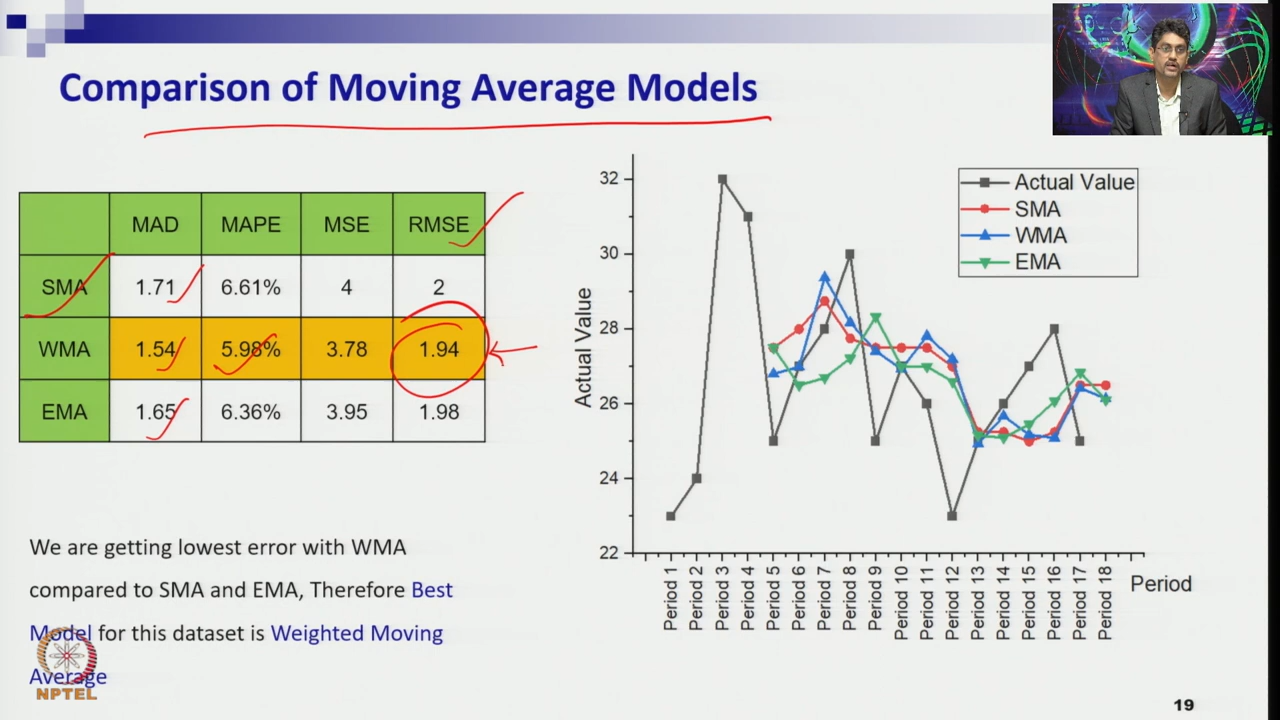 Comparison of Moving Average Models
MAD MAPE MSE RMSE
SMA 1.71 6.61% 4 2
WMA 1.54 5.98% 3.78 1.94
EMA 1.65 6.36% 3.95 1.98
We are getting lowest error with WMA
compared to SMA and EMA, Therefore Best
Model for this dataset is Weighted Moving
Average
NPTEL
Actual Value
SMA
WMA
EMA
Actual Value
32
30
28
26
24
22
Period 1
Period 2
Period 3
Period 4
Period 5
Period 6
Period 7
Period 8
Period 9
Period 10
Period 11
Period 12
Period 13
Period 14
Period 15
Period 16
Period 17
Period 18
Period
19